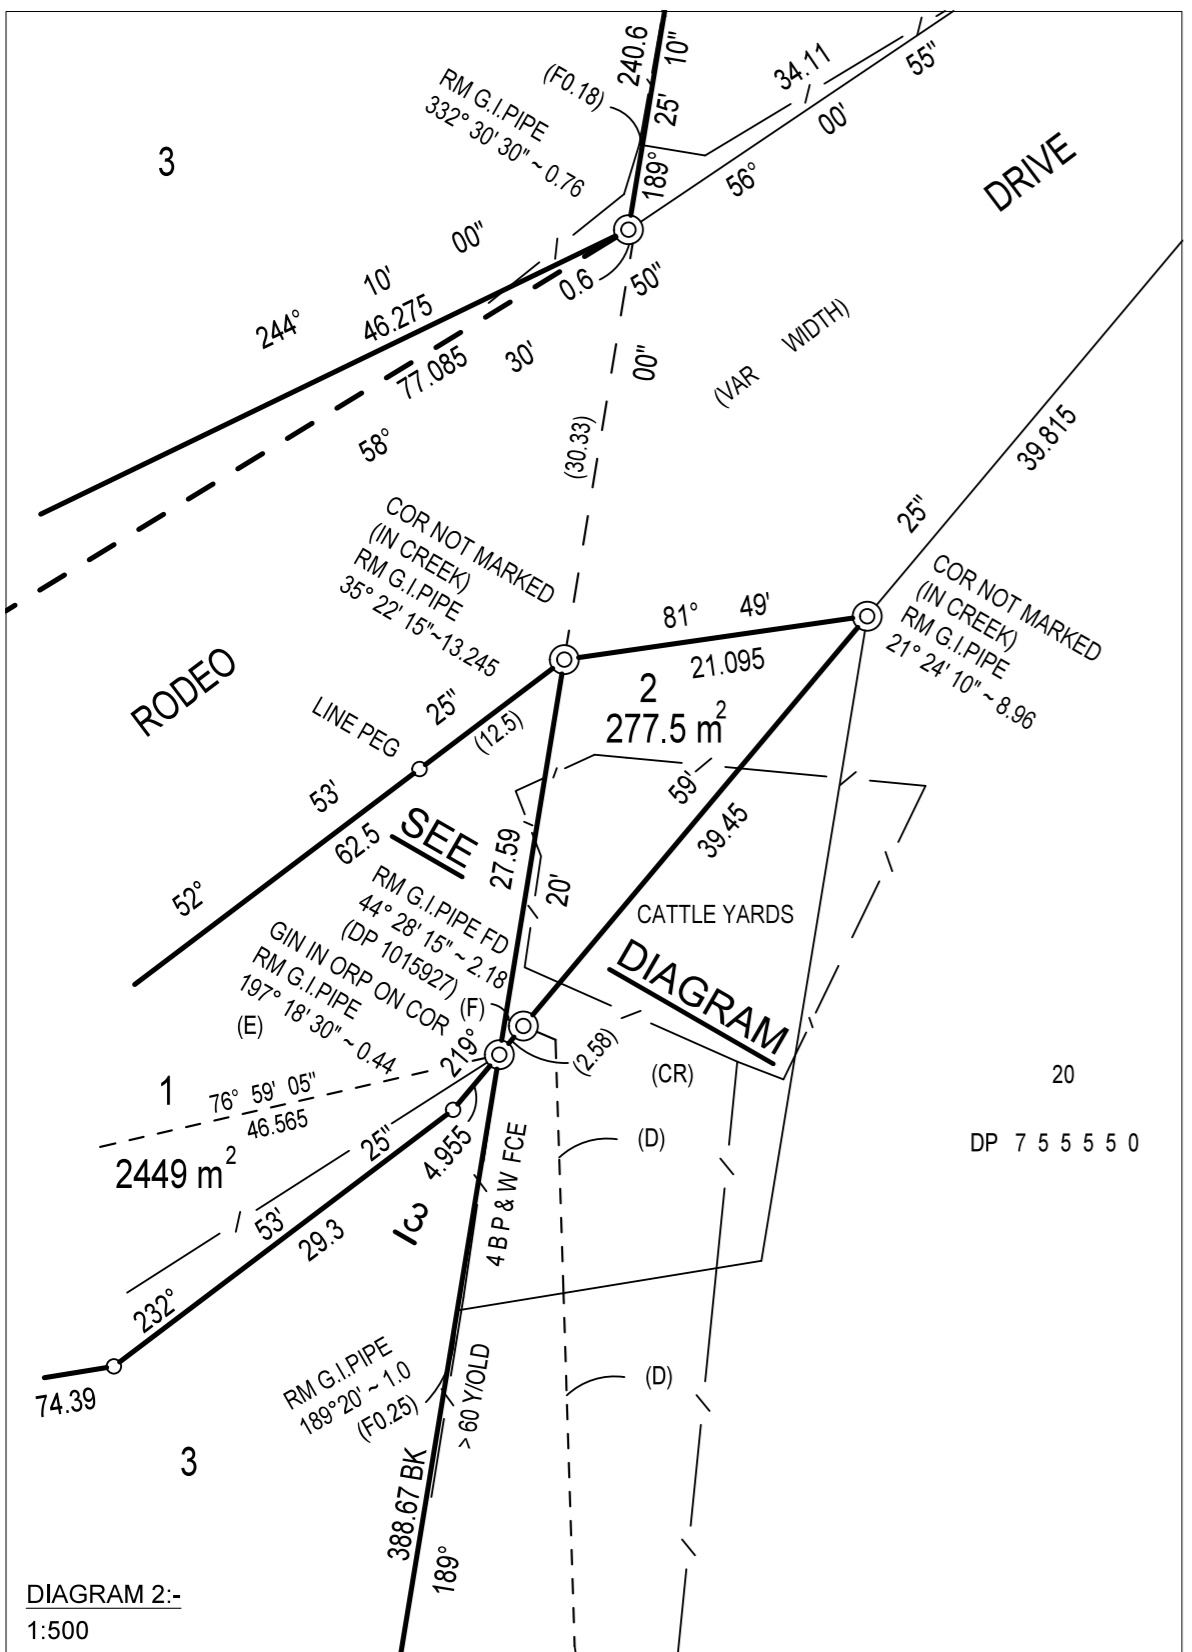 240.6
10"
(F0.18)
RM G.I.PIPE
332° 30' 30" ~ 0.76
25'
189°
34.11
55"
00'
56°
3
DRIVE
00"
10'
244°
46.275
0.6
50"
77.085
30'
58°
00"
(VAR WIDTH)
(30.33)
39.815
25"
COR NOT MARKED
(IN CREEK)
RM G.I.PIPE
35° 22' 15"~13.245
COR NOT MARKED
(IN CREEK)
RM G.I.PIPE
21° 24' 10" ~ 8.96
81° 49'
21.095
RODEO
2
277.5 m²
LINE PEG
25"
(12.5)
53'
62.5
52°
SEE
27.59
20'
59'
39.45
RM G.I.PIPE FD
44° 28' 15" ~ 2.18
(DP 1015927)
GIN IN ORP ON COR
RM G.I.PIPE
197° 18' 30" ~ 0.44
(E)
(F)
219°
(2.58)
CATTLE YARDS
DIAGRAM
(CR)
20
DP 7 5 5 5 5 0
1
76° 59' 05"
46.565
2449 m²
25"
4.955
53'
29.3
232°
3
4 B P & W FCE
(D)
74.39
RM G.I.PIPE
189°20' ~ 1.0
(F0.25)
> 60 Y/OLD
(D)
3
388.67 BK
189°
DIAGRAM 2:-
1:500